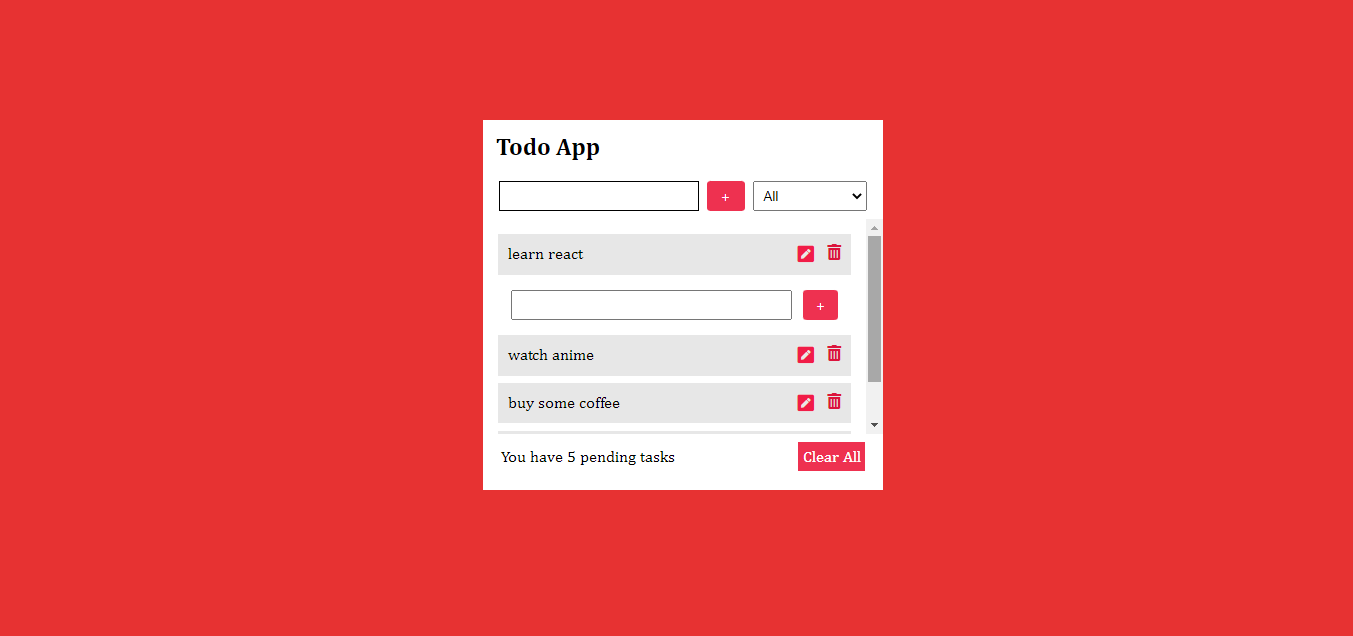 Todo App
+ All
learn react
+
watch anime
buy some coffee
You have 5 pending tasks Clear All